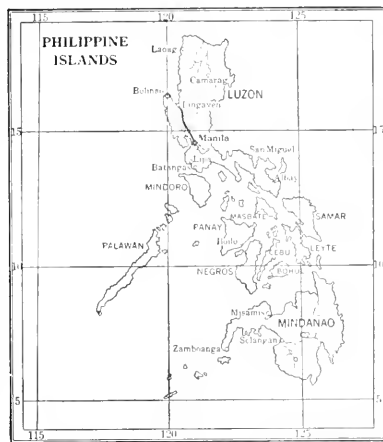 115 120 125
PHILIPPINE
ISLANDS
Laoag
Camarag
LUZON
Bolinao
Lingayen
15 15
Manila
San Miguel
Lipa
Batangas
Albay
MINDORO
MASBATE
SAMAR
PANAY
PALAWAN
Iloilo
LEYTE
CEBU
10 10
BOHOL
NEGROS
Misamis
MINDANAO
Selangan
Zamboanga
5 5
115 120 125